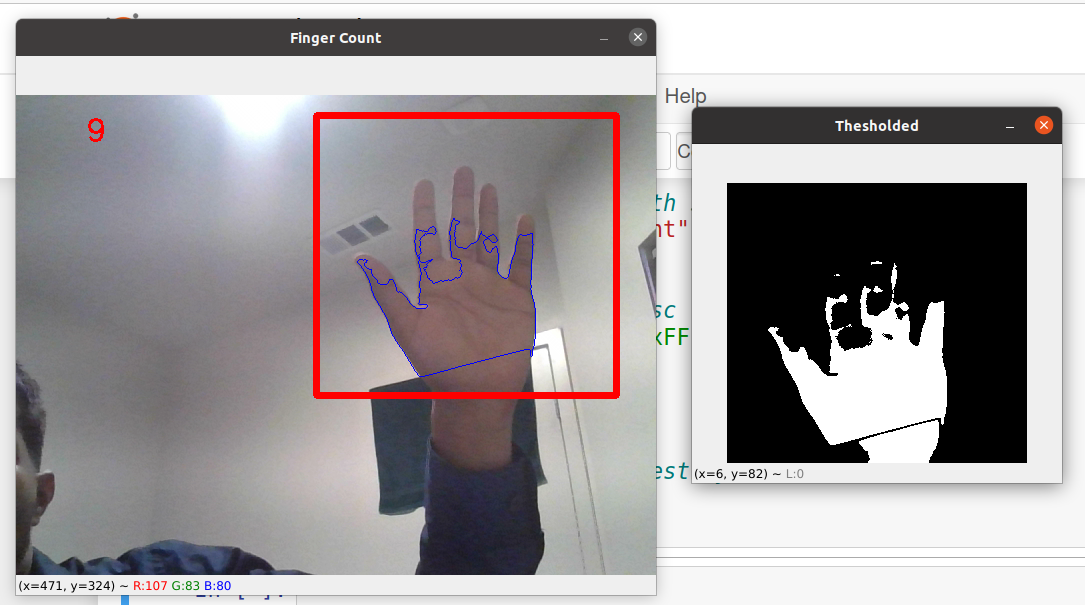 Finger Count
9
(x=471, y=324) ~ R:107 G:83 B:80
Help
C
Thesholded
th
nt"
sc
xFF
est
(x=6, y=82) ~ L:0